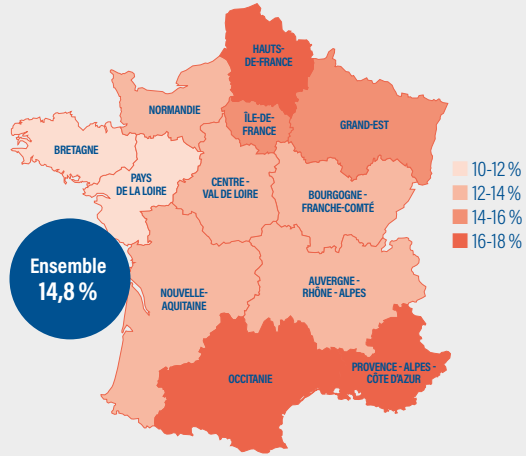 HAUTS-
DE-FRANCE
NORMANDIE
ÎLE-DE-
FRANCE
GRAND-EST
BRETAGNE
PAYS
DE LA LOIRE
CENTRE -
VAL DE LOIRE
BOURGOGNE -
FRANCHE-COMTÉ
10-12 %
12-14 %
14-16 %
16-18 %
Ensemble
14,8 %
NOUVELLE-
AQUITAINE
AUVERGNE -
RHÔNE - ALPES
OCCITANIE
PROVENCE - ALPES -
CÔTE D'AZUR